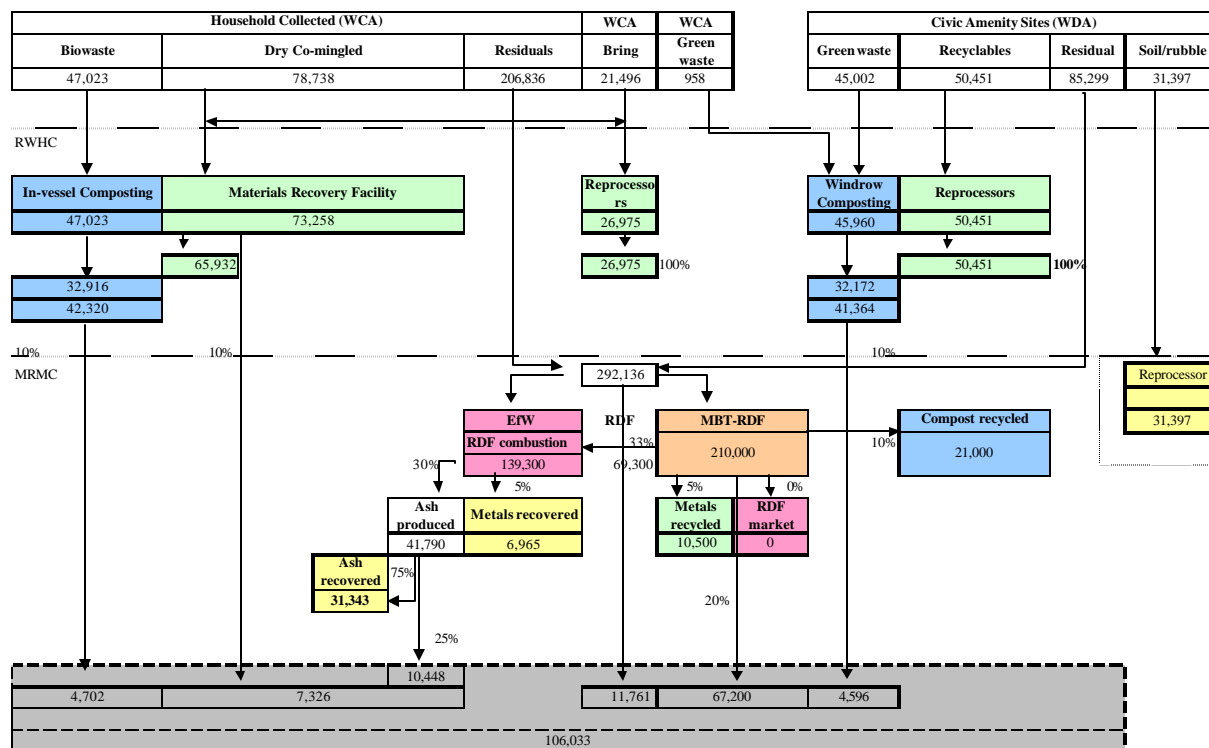 Household Collected (WCA)
WCA
WCA
Civic Amenity Sites (WDA)
Biowaste
Dry Co-mingled
Residuals
Bring
Green
waste
Green waste
Recyclables
Residual
Soil/rubble
47,023
78,738
206,836
21,496
958
45,002
50,451
85,299
31,397
RWHC
In-vessel Composting
Materials Recovery Facility
Reprocesso
rs
Windrow
Composting
Reprocessors
47,023
73,258
26,975
45,960
50,451
65,932
26,975
100%
50,451
100%
32,916
32,172
42,320
41,364
10%
10%
10%
MRMC
292,136
Reprocessor
31,397
EfW
RDF
MBT-RDF
Compost recycled
RDF combustion
33%
10%
30%
139,300
69,300
210,000
21,000
5%
5%
0%
Ash
produced
Metals recovered
Metals
recycled
RDF
market
41,790
6,965
10,500
0
Ash
recovered
75%
31,343
20%
25%
10,448
4,702
7,326
11,761
67,200
4,596
106,033